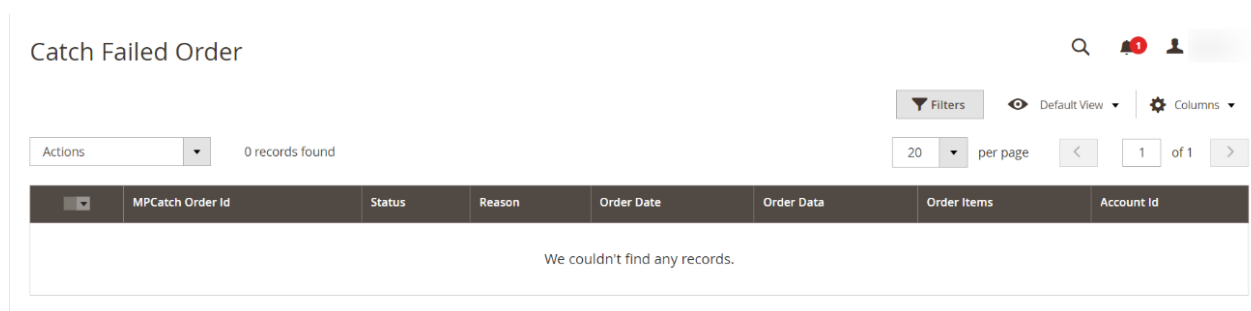 Catch Failed Order
1
Filters
Default View
Columns
Actions
0 records found
20
per page
1
of 1
MPCatch Order Id
Status
Reason
Order Date
Order Data
Order Items
Account Id
We couldn't find any records.